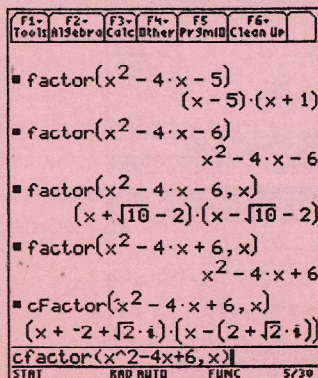 F1- F2- F3- F4- F5 F6-
Tools Algebra Calc Other PrgmIO Clean Up
factor(x² - 4·x - 5)
(x - 5)·(x + 1)
factor(x² - 4·x - 6)
x² - 4·x - 6
factor(x² - 4·x - 6, x)
(x + √10 - 2)·(x - √10 - 2)
factor(x² - 4·x + 6, x)
x² - 4·x + 6
cFactor(x² - 4·x + 6, x)
(x + -2 + √2·i)·(x - (2 + √2·i))
cfactor(x^2-4x+6,x)
STAT RAD AUTO FUNC 5/30